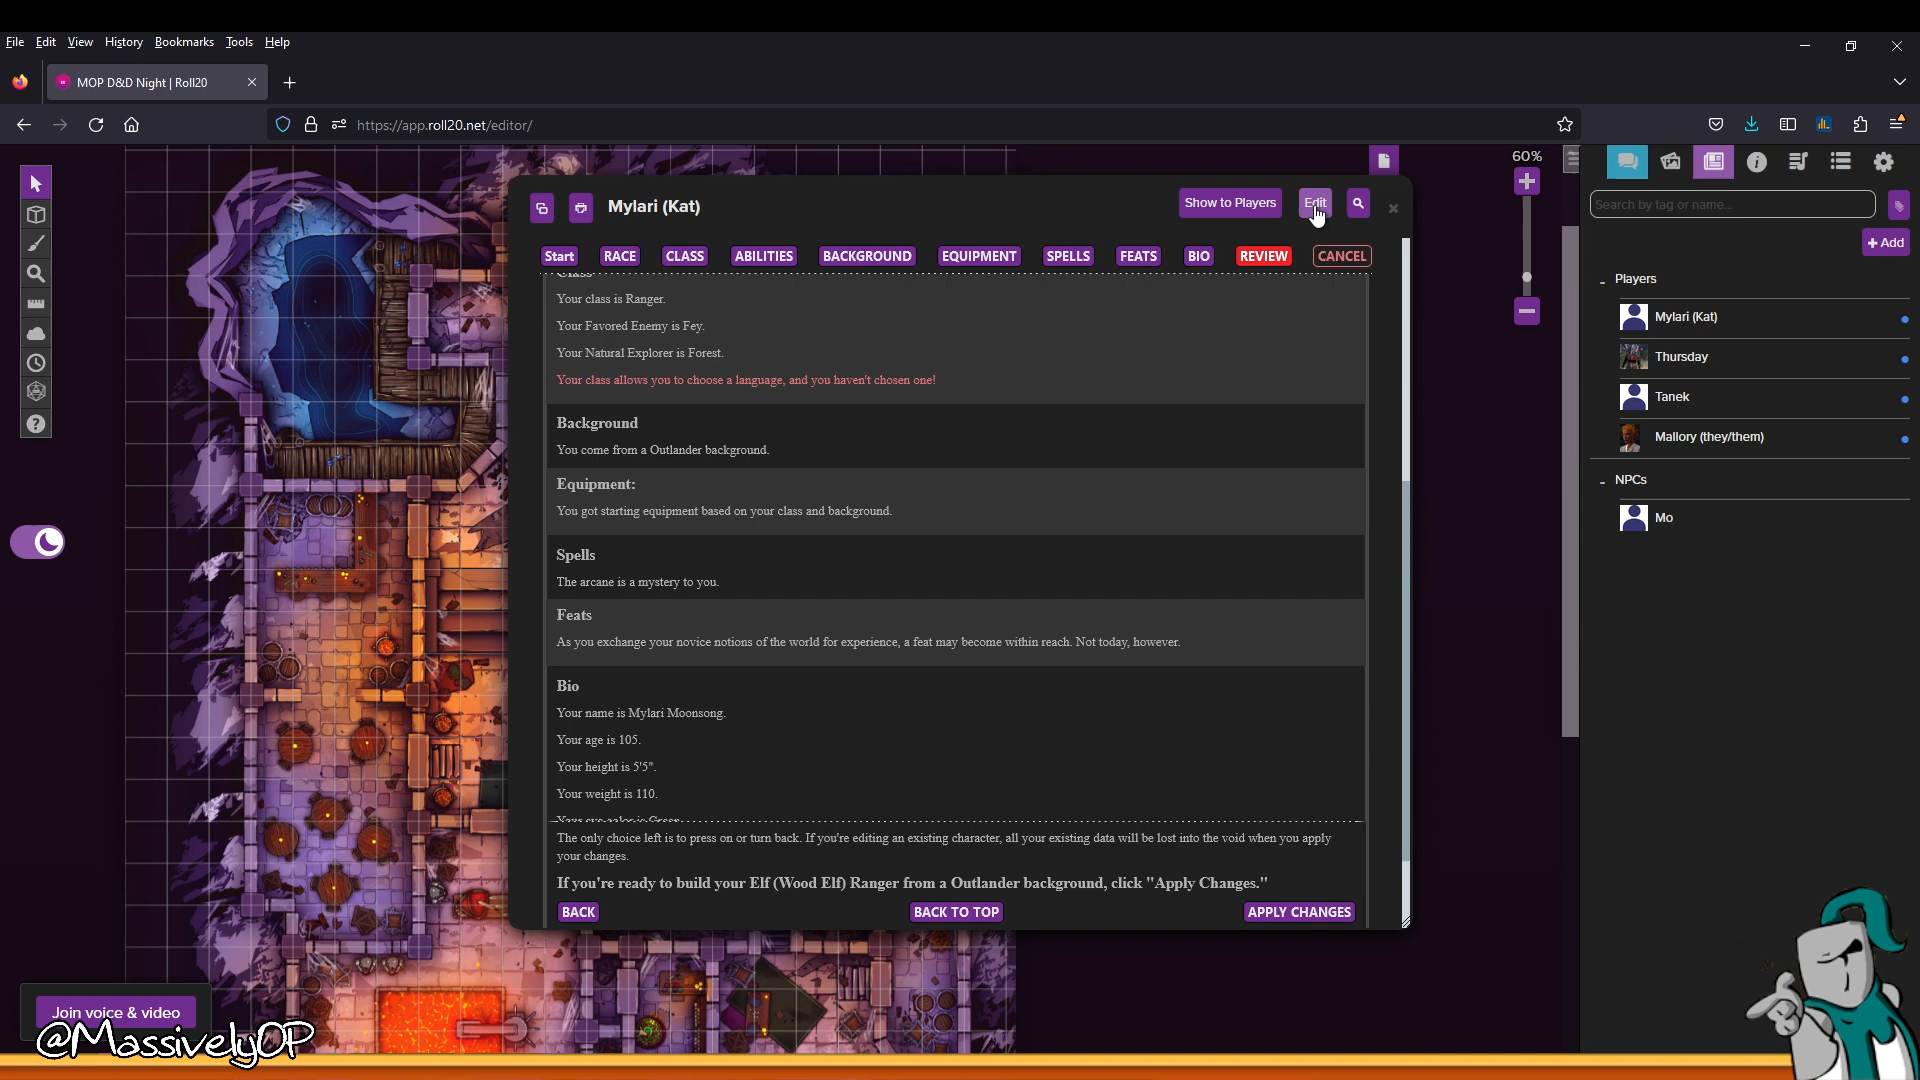 File Edit View History Bookmarks Tools Help
MOP D&D Night | Roll20
https://app.roll20.net/editor/
60%
Mylari (Kat)
Show to Players
Edit
Search by tag or name...
+ Add
Start RACE CLASS ABILITIES BACKGROUND EQUIPMENT SPELLS FEATS BIO REVIEW CANCEL
Class
Your class is Ranger.
Your Favored Enemy is Fey.
Your Natural Explorer is Forest.
Your class allows you to choose a language, and you haven't chosen one!
Background
You come from a Outlander background.
Equipment:
You got starting equipment based on your class and background.
Spells
The arcane is a mystery to you.
Feats
As you exchange your novice notions of the world for experience, a feat may become within reach. Not today, however.
Bio
Your name is Mylari Moonsong.
Your age is 105.
Your height is 5'5".
Your weight is 110.
Your eye color is Green.
The only choice left is to press on or turn back. If you're editing an existing character, all your existing data will be lost into the void when you apply
your changes.
If you're ready to build your Elf (Wood Elf) Ranger from a Outlander background, click "Apply Changes."
BACK BACK TO TOP APPLY CHANGES
Players
Mylari (Kat)
Thursday
Tanek
Mallory (they/them)
NPCs
Mo
Join voice & video
@MassivelyOP